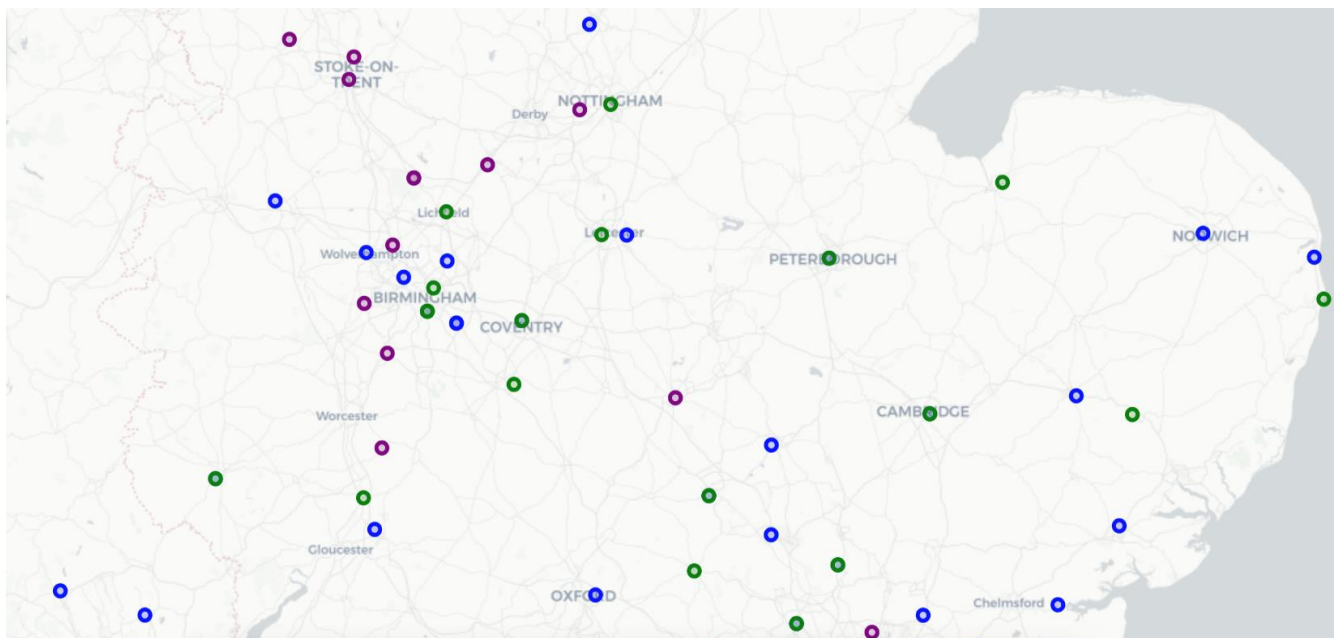 STOKE-ON-
TRENT
NOTTINGHAM
Derby
Lichfield
Leicester
NORWICH
Wolverhampton
PETERBOROUGH
BIRMINGHAM
COVENTRY
CAMBRIDGE
Worcester
Gloucester
OXFORD
Chelmsford